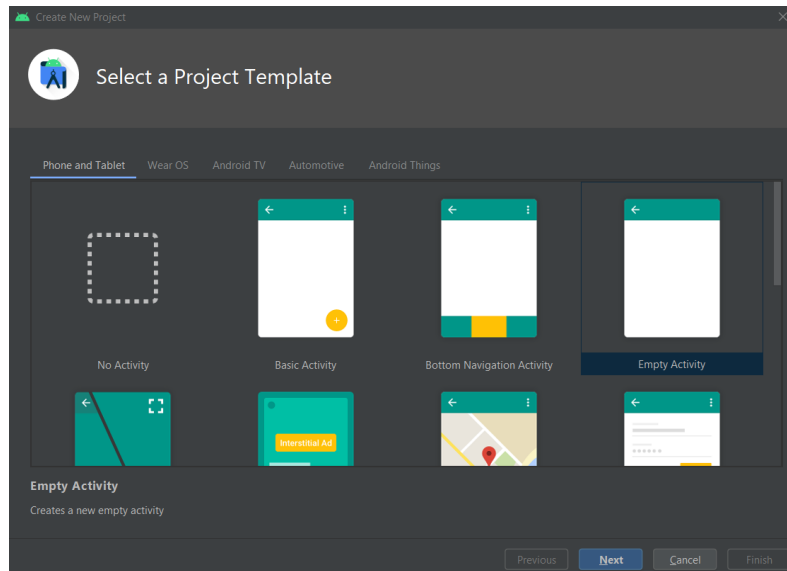 Create New Project
Select a Project Template
Phone and Tablet Wear OS Android TV Automotive Android Things
No Activity Basic Activity Bottom Navigation Activity Empty Activity
Interstitial Ad
Empty Activity
Creates a new empty activity
Previous Next Cancel Finish